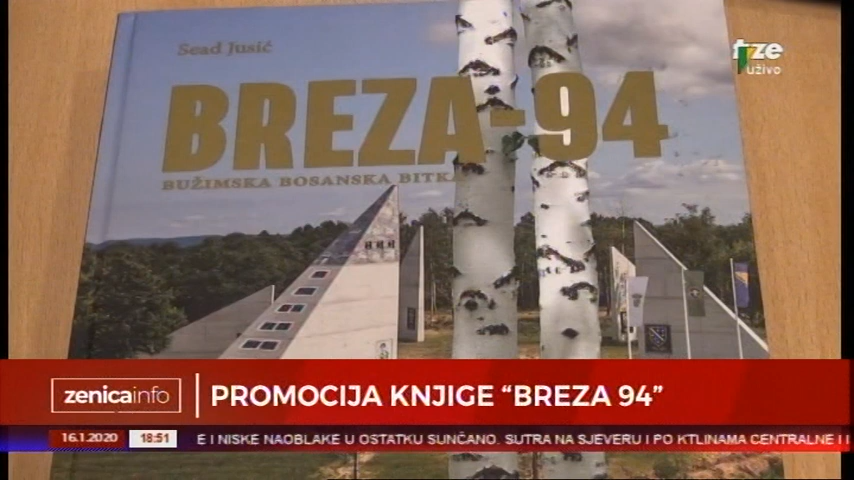 Sead Jusić
BREZA-94
BUŽIMSKA BOSANSKA BITKA
tze
uživo
zenicainfo
PROMOCIJA KNJIGE “BREZA 94”
16.1.2020
18:51
E I NISKE NAOBLAKE U OSTATKU SUNČANO. SUTRA NA SJEVERU I PO KTLINAMA CENTRALNE I I